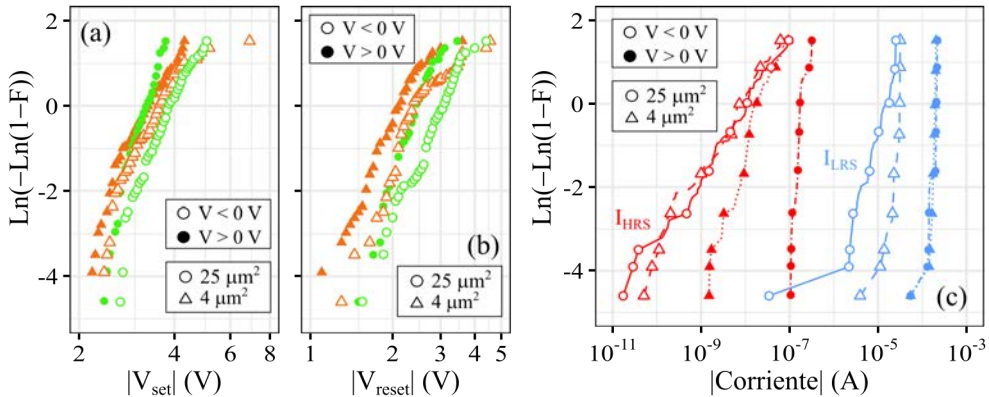 (a)
Ln(−Ln(1−F))
2
0
-2
-4
V < 0 V
V > 0 V
25 μm²
4 μm²
2
4
6
8
|V_set| (V)
V < 0 V
V > 0 V
(b)
25 μm²
4 μm²
1
2
3
4
5
|V_reset| (V)
Ln(−Ln(1−F))
2
0
-2
-4
V < 0 V
V > 0 V
25 μm²
4 μm²
I_LRS
I_HRS
(c)
10⁻¹¹
10⁻⁹
10⁻⁷
10⁻⁵
10⁻³
|Corriente| (A)